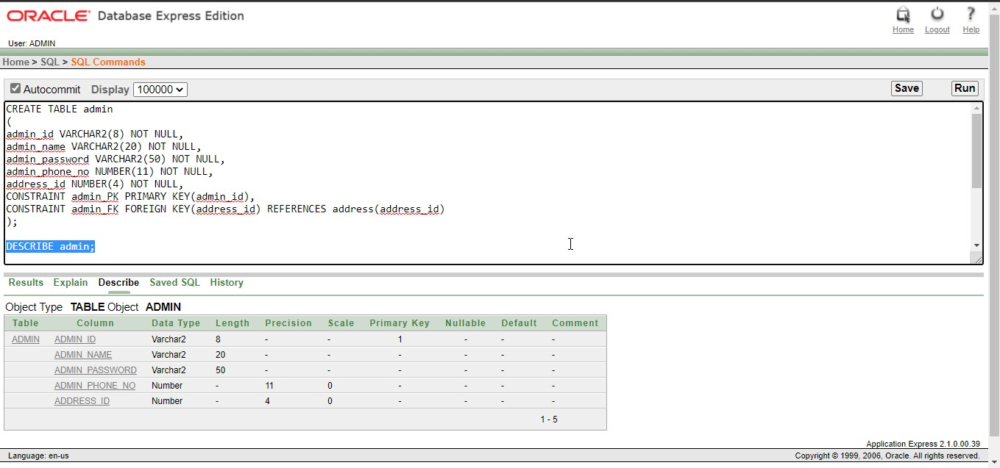 ORACLE® Database Express Edition
Home Logout Help
User: ADMIN
Home > SQL > SQL Commands
Autocommit Display 100000 Save Run
CREATE TABLE admin
(
admin_id VARCHAR2(8) NOT NULL,
admin_name VARCHAR2(20) NOT NULL,
admin_password VARCHAR2(50) NOT NULL,
admin_phone_no NUMBER(11) NOT NULL,
address_id NUMBER(4) NOT NULL,
CONSTRAINT admin_PK PRIMARY KEY(admin_id),
CONSTRAINT admin_FK FOREIGN KEY(address_id) REFERENCES address(address_id)
);
DESCRIBE admin;
Results Explain Describe Saved SQL History
Object Type TABLE Object ADMIN
Table Column Data Type Length Precision Scale Primary Key Nullable Default Comment
ADMIN ADMIN_ID Varchar2 8 - - 1 - - -
ADMIN_NAME Varchar2 20 - - - - - -
ADMIN_PASSWORD Varchar2 50 - - - - - -
ADMIN_PHONE_NO Number - 11 0 - - - -
ADDRESS_ID Number - 4 0 - - - -
1 - 5
Application Express 2.1.0.00.39
Language: en-us Copyright © 1999, 2006, Oracle. All rights reserved.